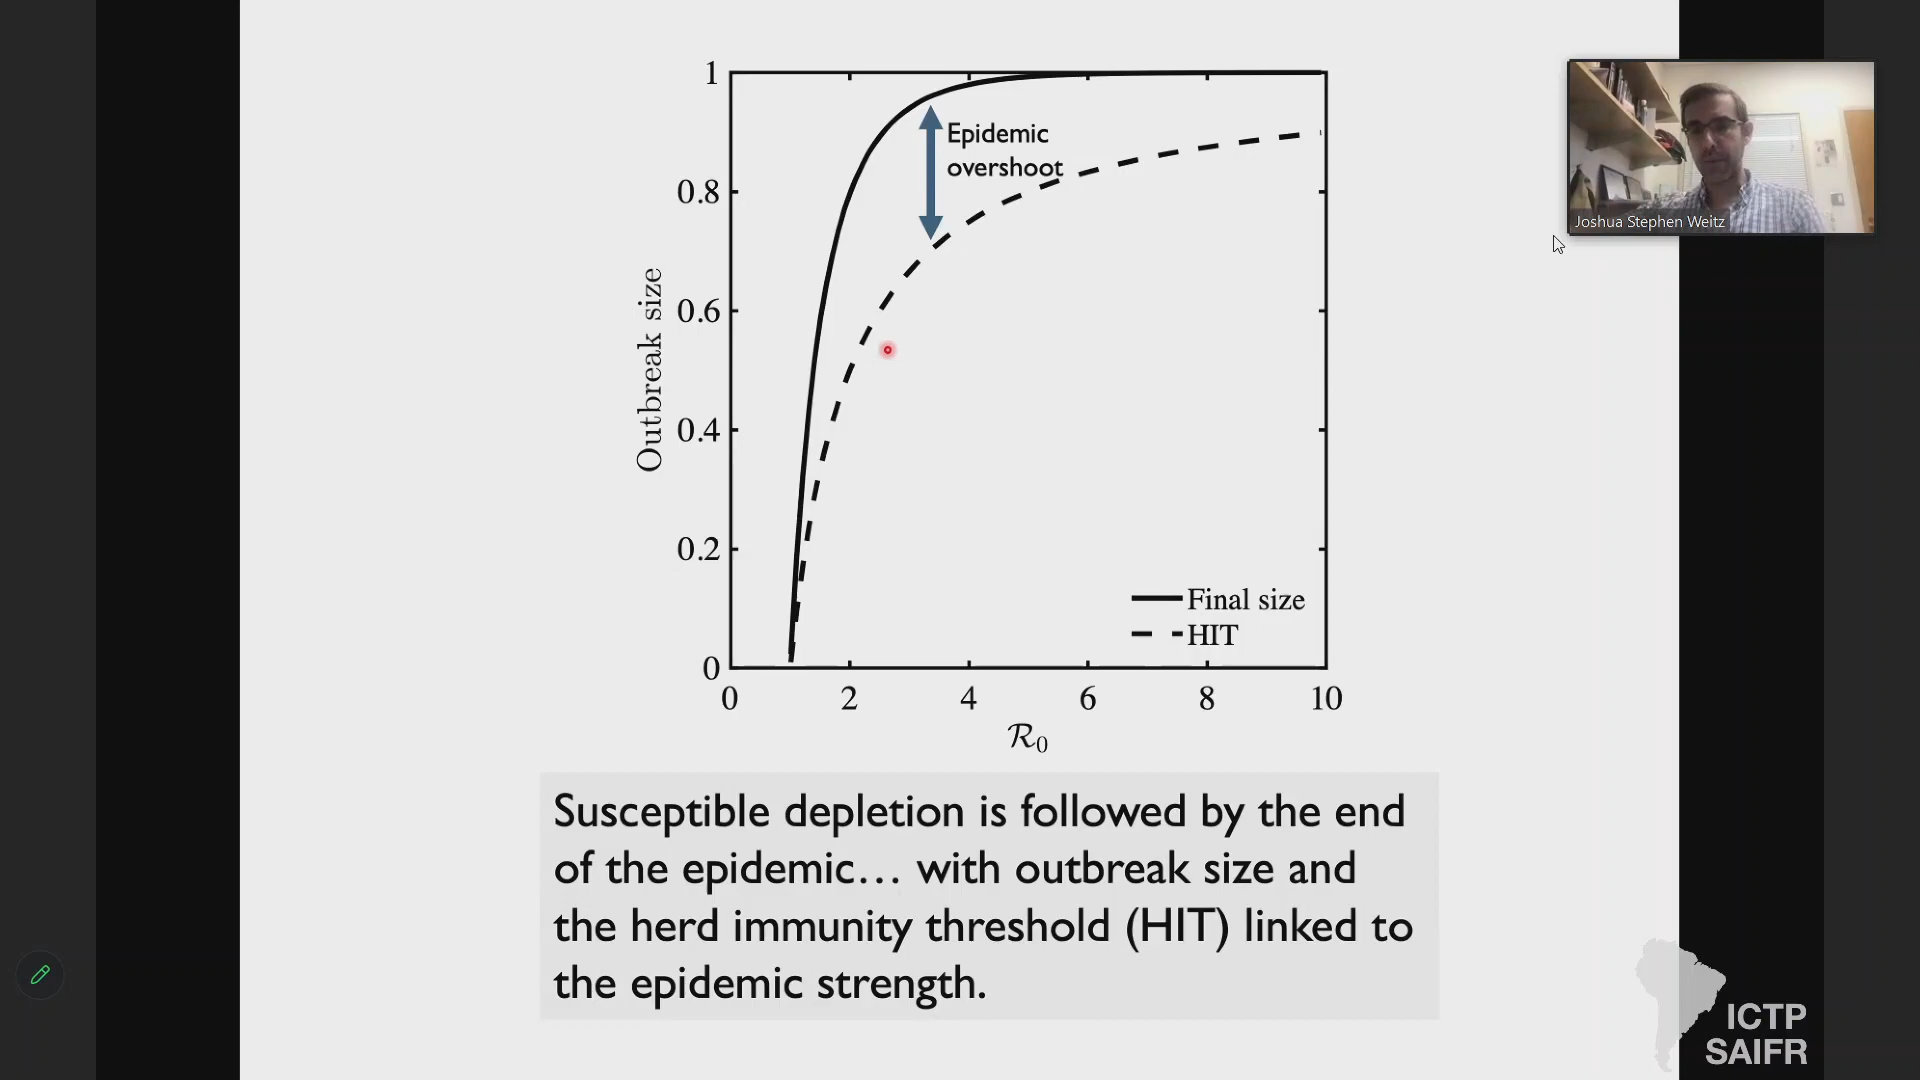 1
0.8
0.6
0.4
0.2
0
Outbreak size
Epidemic
overshoot
Final size
HIT
0 2 4 6 8 10
ℛ₀
Susceptible depletion is followed by the end
of the epidemic… with outbreak size and
the herd immunity threshold (HIT) linked to
the epidemic strength.
Joshua Stephen Weitz
ICTP
SAIFR